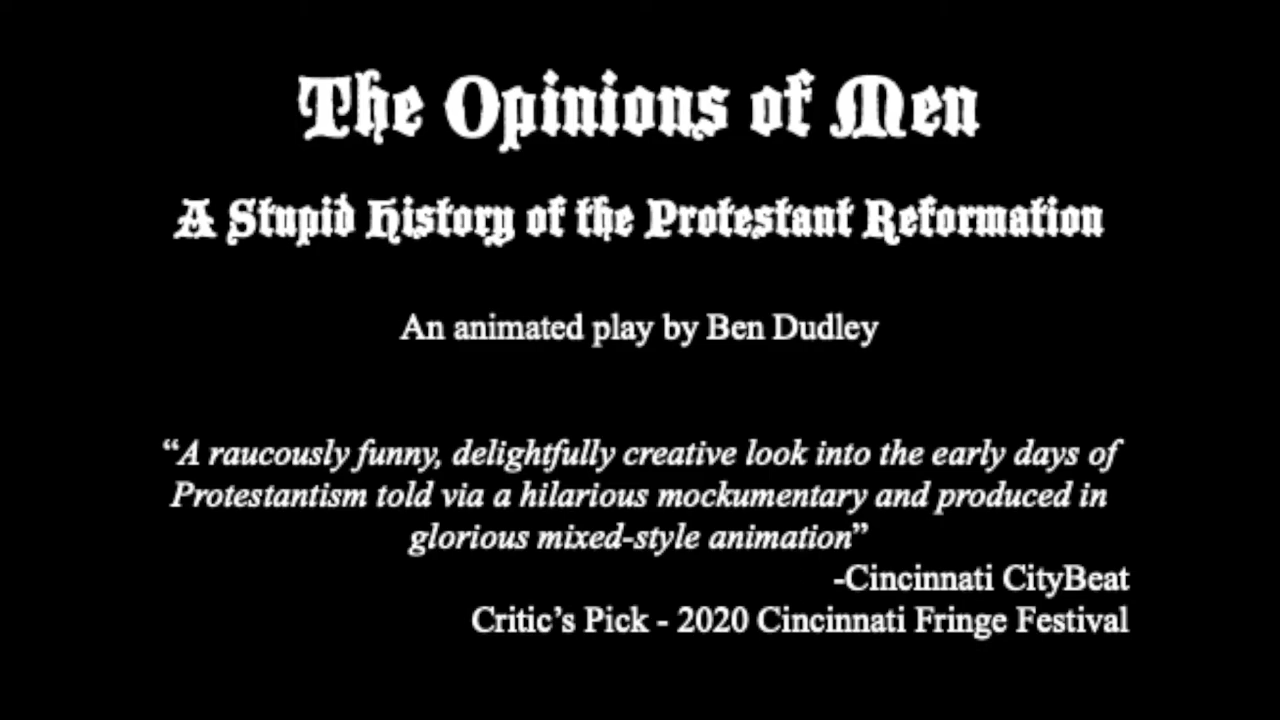 The Opinions of Men
A Stupid History of the Protestant Reformation
An animated play by Ben Dudley
“A raucously funny, delightfully creative look into the early days of
Protestantism told via a hilarious mockumentary and produced in
glorious mixed-style animation”
-Cincinnati CityBeat
Critic’s Pick - 2020 Cincinnati Fringe Festival